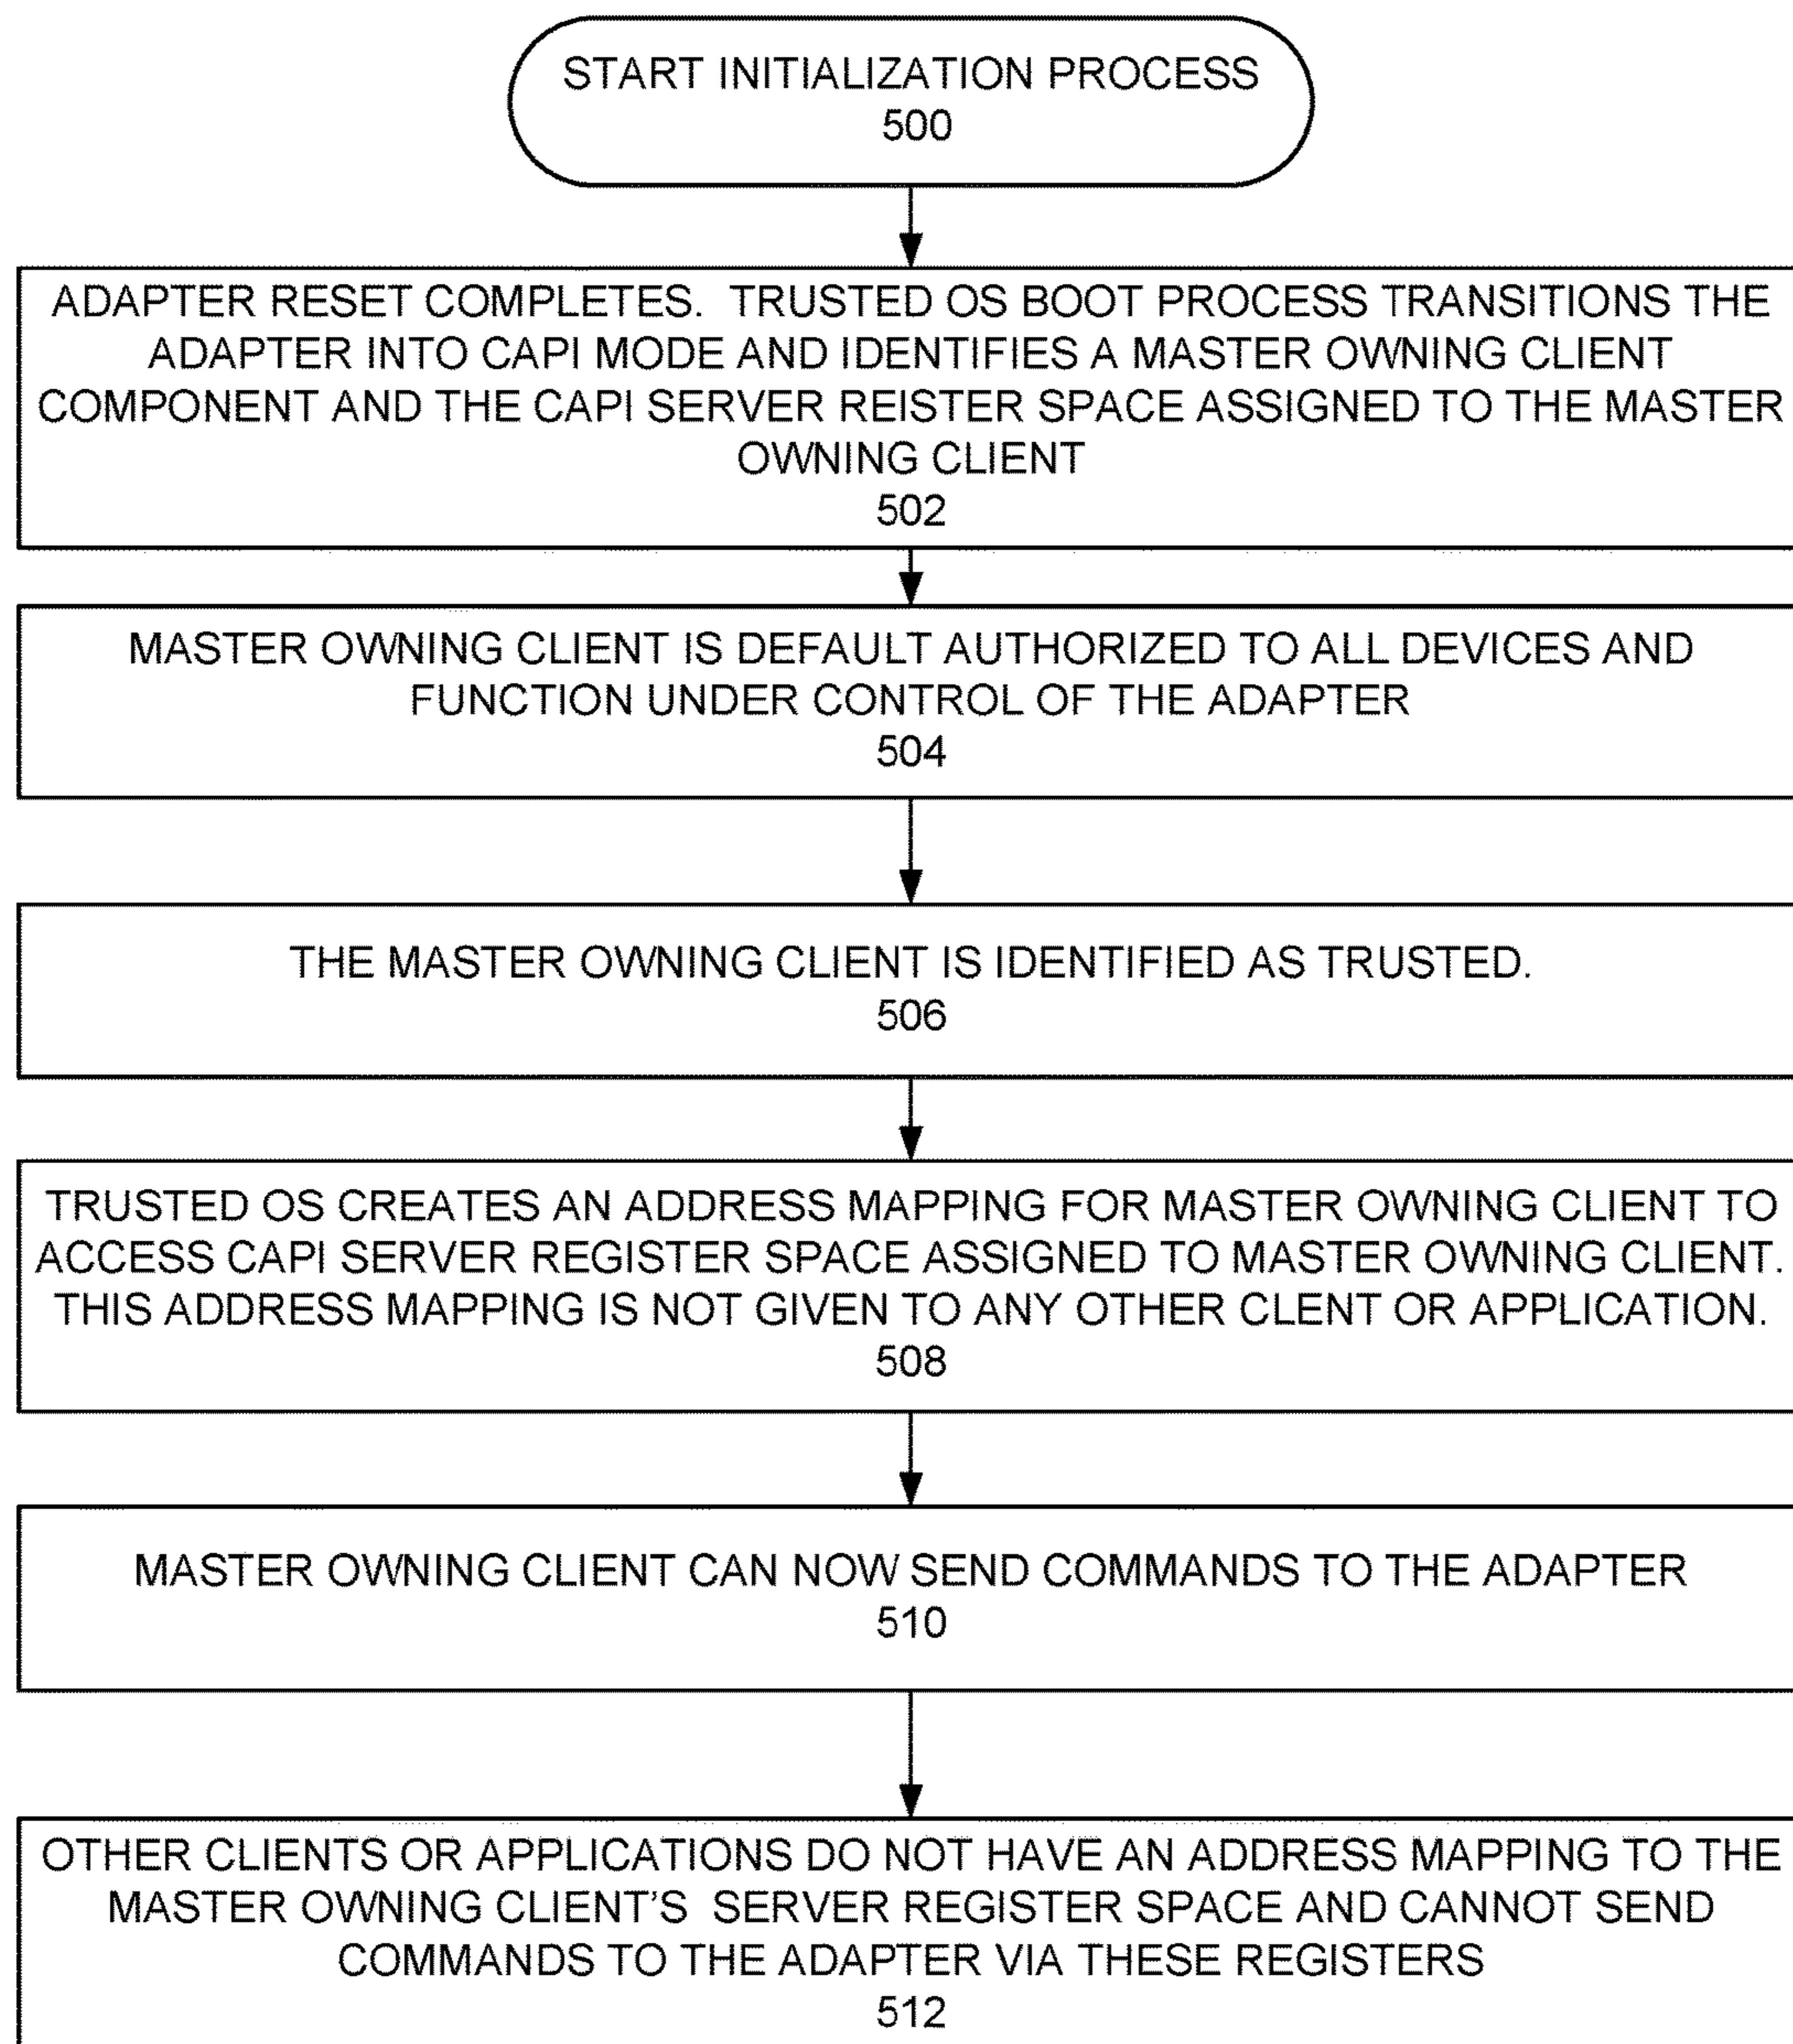 START INITIALIZATION PROCESS
500
ADAPTER RESET COMPLETES. TRUSTED OS BOOT PROCESS TRANSITIONS THE
ADAPTER INTO CAPI MODE AND IDENTIFIES A MASTER OWNING CLIENT
COMPONENT AND THE CAPI SERVER REISTER SPACE ASSIGNED TO THE MASTER
OWNING CLIENT
502
MASTER OWNING CLIENT IS DEFAULT AUTHORIZED TO ALL DEVICES AND
FUNCTION UNDER CONTROL OF THE ADAPTER
504
THE MASTER OWNING CLIENT IS IDENTIFIED AS TRUSTED.
506
TRUSTED OS CREATES AN ADDRESS MAPPING FOR MASTER OWNING CLIENT TO
ACCESS CAPI SERVER REGISTER SPACE ASSIGNED TO MASTER OWNING CLIENT.
THIS ADDRESS MAPPING IS NOT GIVEN TO ANY OTHER CLENT OR APPLICATION.
508
MASTER OWNING CLIENT CAN NOW SEND COMMANDS TO THE ADAPTER
510
OTHER CLIENTS OR APPLICATIONS DO NOT HAVE AN ADDRESS MAPPING TO THE
MASTER OWNING CLIENT'S  SERVER REGISTER SPACE AND CANNOT SEND
COMMANDS TO THE ADAPTER VIA THESE REGISTERS
512